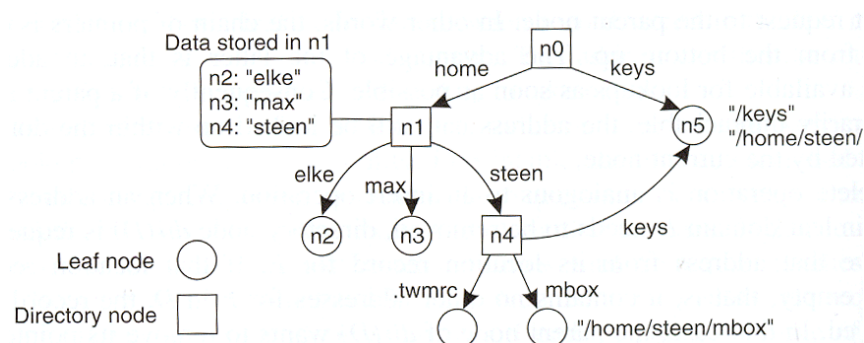 Data stored in n1
n2: "elke"
n3: "max"
n4: "steen"
n0
home
keys
n1
n5
"/keys"
"/home/steen/
elke
max
steen
n2
n3
n4
keys
Leaf node
.twmrc
mbox
Directory node
"/home/steen/mbox"